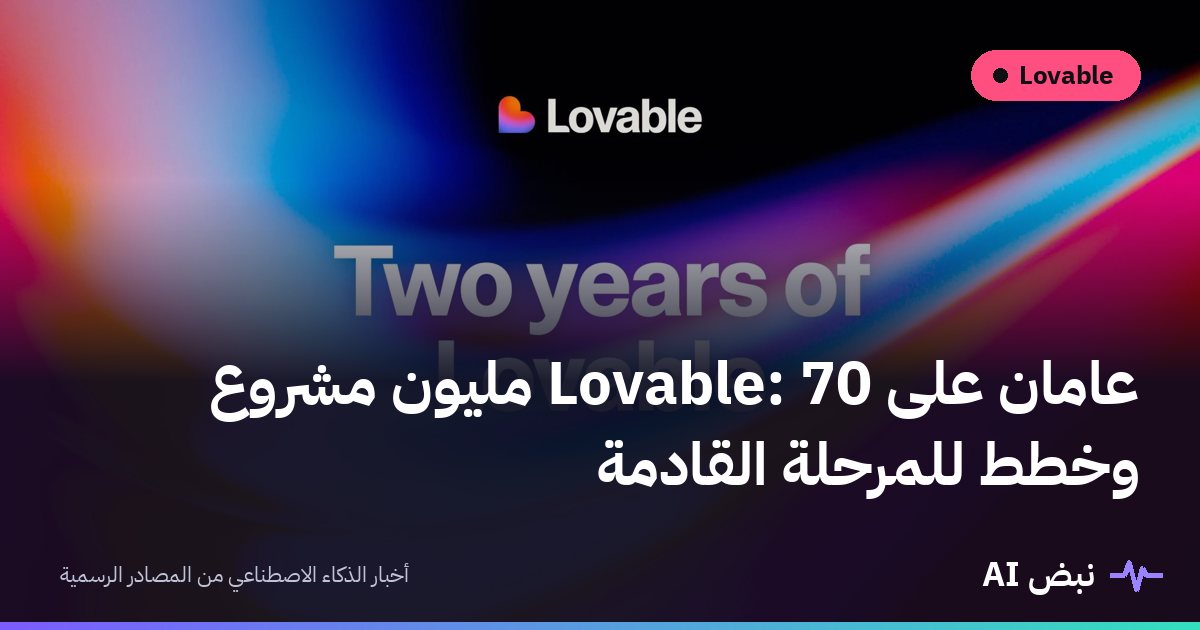 Lovable
Lovable
Two years of
Lovable
عامان على Lovable: 70 مليون مشروع
وخطط للمرحلة القادمة
نبض AI
أخبار الذكاء الاصطناعي من المصادر الرسمية